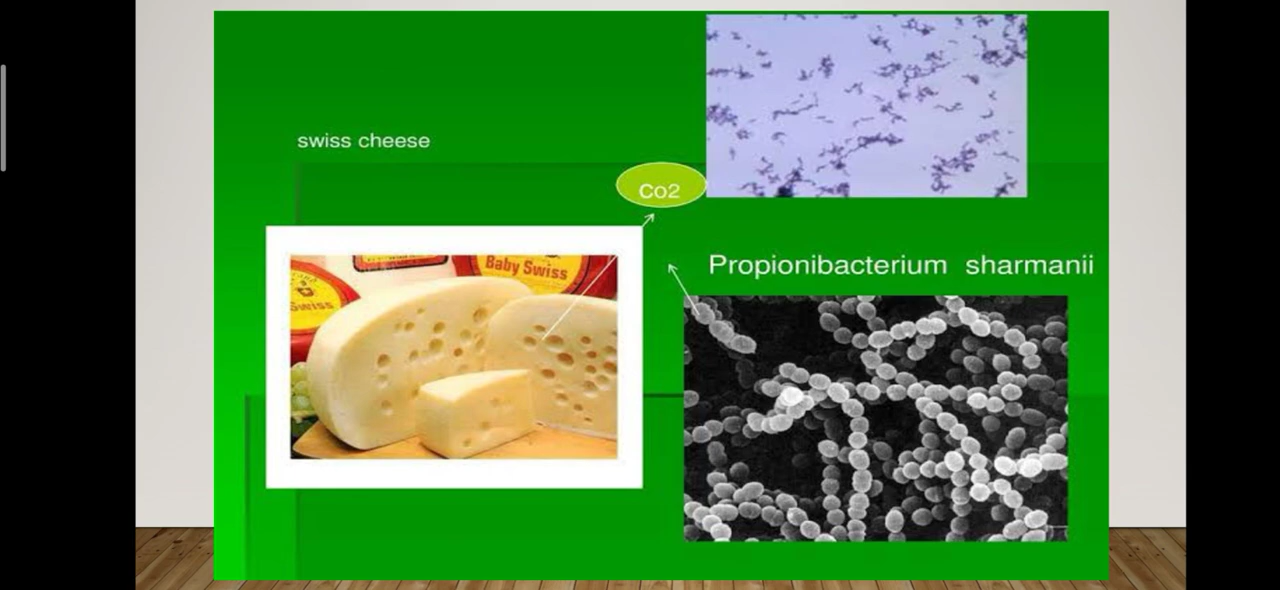 swiss cheese
Co2
Baby Swiss
Swiss
Propionibacterium sharmanii